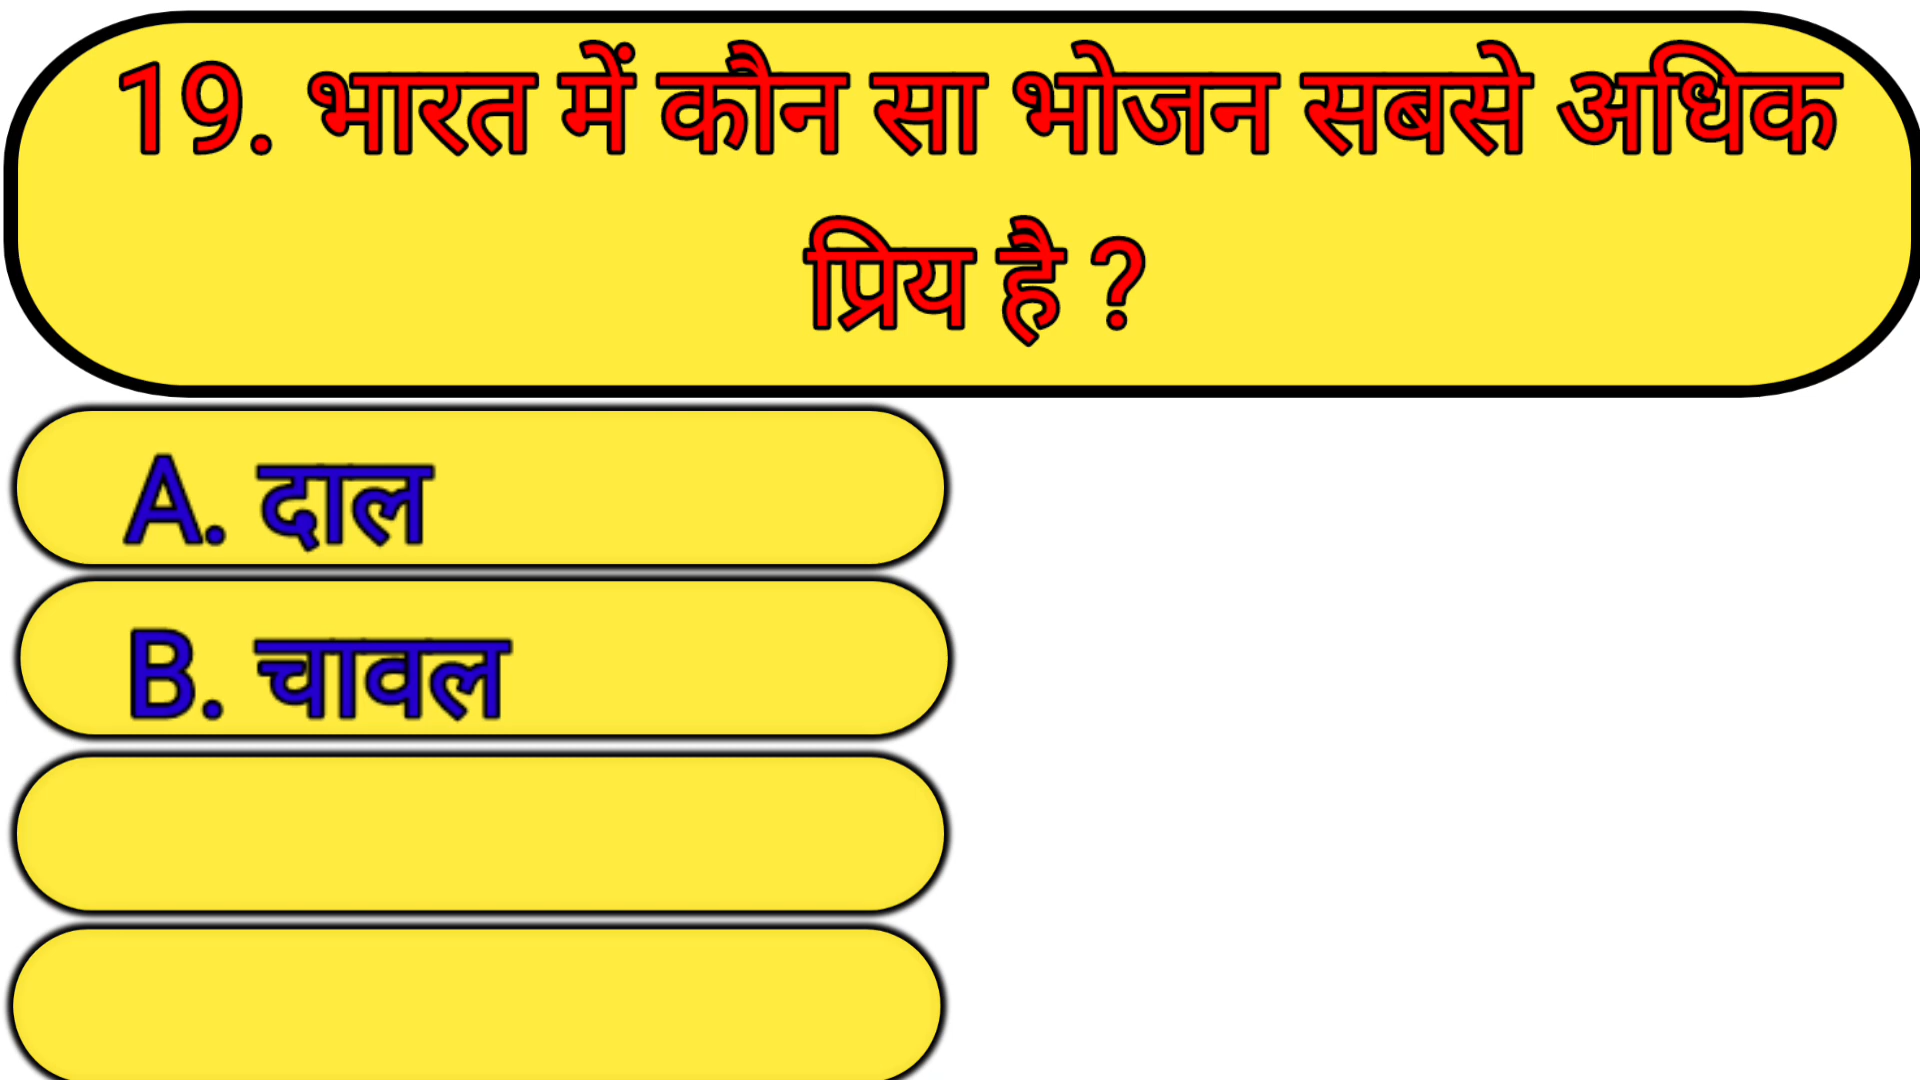 19. भारत में कौन सा भोजन सबसे अधिक
प्रिय है ?
A. दाल
B. चावल